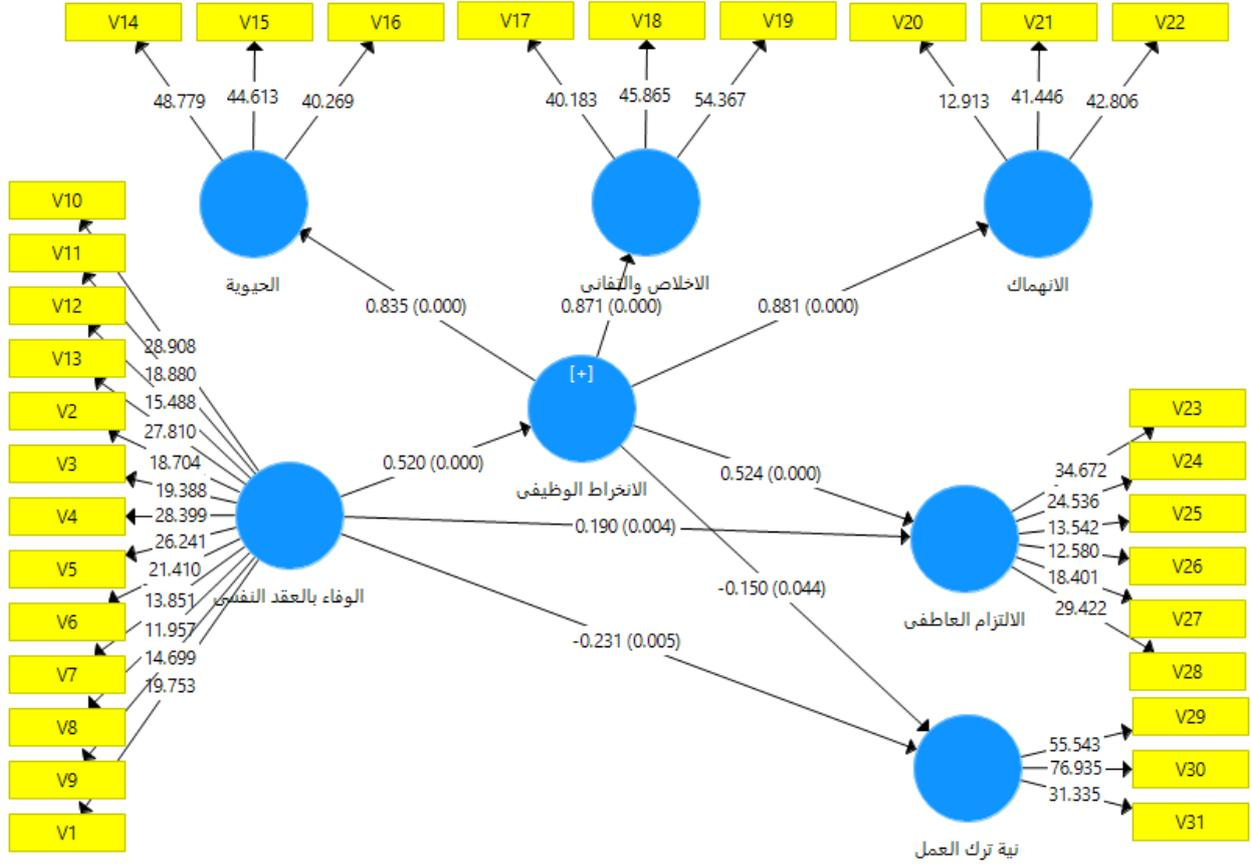 V14 V15 V16 V17 V18 V19 V20 V21 V22
48.779 44.613 40.269 40.183 45.865 54.367 12.913 41.446 42.806
الحيوية
الاخلاص والتفانى
الانهماك
0.835 (0.000)
0.871 (0.000)
0.881 (0.000)
V10
V11
V12
V13
V2
V3
V4
V5
V6
V7
V8
V9
V1
28.908
18.880
15.488
27.810
18.704
19.388
28.399
26.241
21.410
13.851
11.957
14.699
19.753
الوفاء بالعقد النفسى
[+]
الانخراط الوظيفى
0.520 (0.000)
0.524 (0.000)
0.190 (0.004)
-0.150 (0.044)
-0.231 (0.005)
الالتزام العاطفى
34.672
24.536
13.542
12.580
18.401
29.422
V23
V24
V25
V26
V27
V28
نية ترك العمل
55.543
76.935
31.335
V29
V30
V31